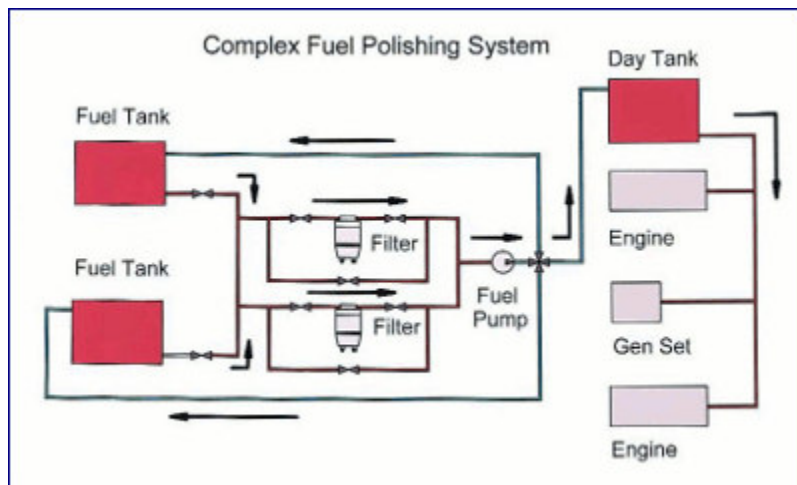 Complex Fuel Polishing System
Day Tank
Fuel Tank
Filter
Engine
Fuel Tank
Filter
Fuel
Pump
Gen Set
Engine